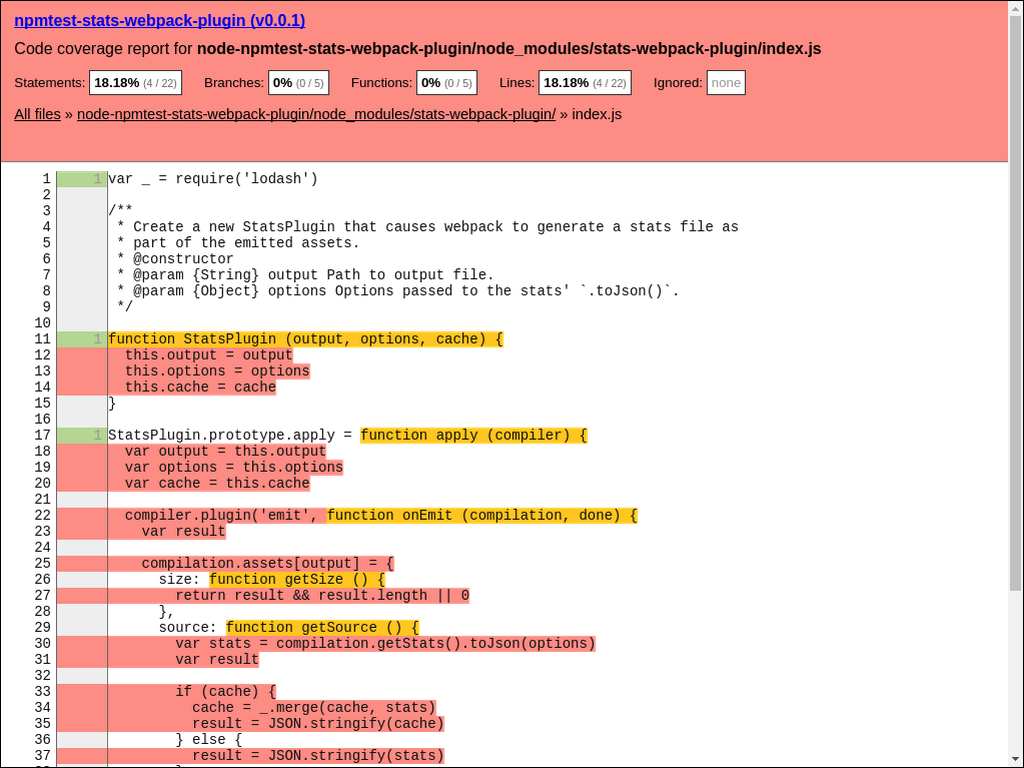 npmtest-stats-webpack-plugin (v0.0.1)
Code coverage report for node-npmtest-stats-webpack-plugin/node_modules/stats-webpack-plugin/index.js
Statements: 18.18% (4 / 22) Branches: 0% (0 / 5) Functions: 0% (0 / 5) Lines: 18.18% (4 / 22) Ignored: none
All files » node-npmtest-stats-webpack-plugin/node_modules/stats-webpack-plugin/ » index.js
1 1 var _ = require('lodash')
2
3 /**
4  * Create a new StatsPlugin that causes webpack to generate a stats file as
5  * part of the emitted assets.
6  * @constructor
7  * @param {String} output Path to output file.
8  * @param {Object} options Options passed to the stats' `.toJson()`.
9  */
10
11 1 function StatsPlugin (output, options, cache) {
12   this.output = output
13   this.options = options
14   this.cache = cache
15 }
16
17 1 StatsPlugin.prototype.apply = function apply (compiler) {
18   var output = this.output
19   var options = this.options
20   var cache = this.cache
21
22   compiler.plugin('emit', function onEmit (compilation, done) {
23     var result
24
25     compilation.assets[output] = {
26       size: function getSize () {
27         return result && result.length || 0
28       },
29       source: function getSource () {
30         var stats = compilation.getStats().toJson(options)
31         var result
32
33         if (cache) {
34           cache = _.merge(cache, stats)
35           result = JSON.stringify(cache)
36         } else {
37           result = JSON.stringify(stats)